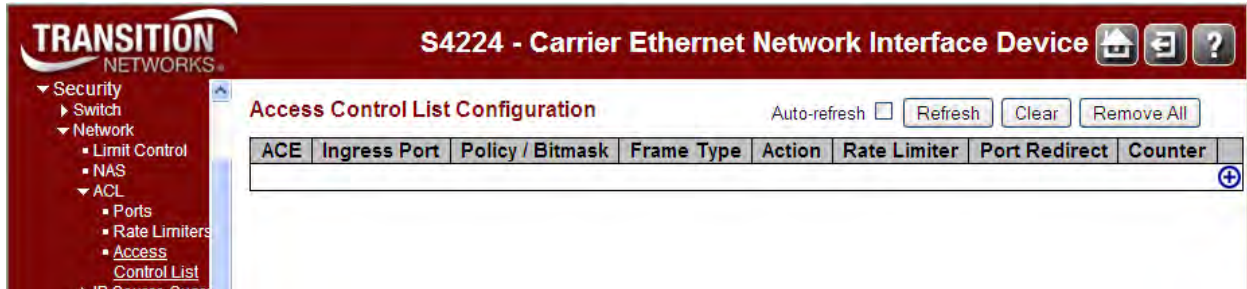 TRANSITION
NETWORKS®
S4224 - Carrier Ethernet Network Interface Device
?
Security
Switch
Network
Limit Control
NAS
ACL
Ports
Rate Limiters
Access
Control List
Access Control List Configuration
Auto-refresh Refresh Clear Remove All
ACE Ingress Port Policy / Bitmask Frame Type Action Rate Limiter Port Redirect Counter